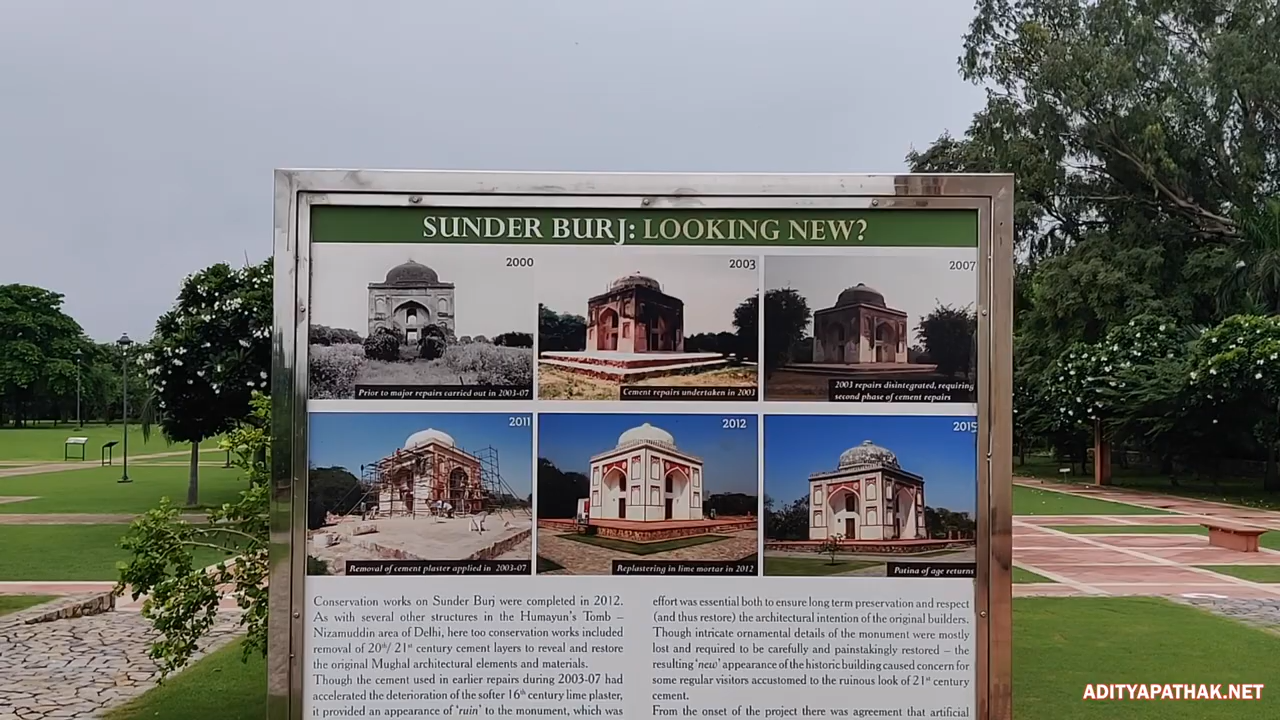 SUNDER BURJ: LOOKING NEW?
2000
2003
2007
Prior to major repairs carried out in 2003-07
Cement repairs undertaken in 2003
2003 repairs disintegrated, requiring
second phase of cement repairs
2011
2012
2015
Removal of cement plaster applied in 2003-07
Replastering in lime mortar in 2012
Patina of age returns
Conservation works on Sunder Burj were completed in 2012.
As with several other structures in the Humayun's Tomb –
Nizamuddin area of Delhi, here too conservation works included
removal of 20th/ 21st century cement layers to reveal and restore
the original Mughal architectural elements and materials.
Though the cement used in earlier repairs during 2003-07 had
accelerated the deterioration of the softer 16th century lime plaster,
it provided an appearance of 'ruin' to the monument, which was
effort was essential both to ensure long term preservation and respect
(and thus restore) the architectural intention of the original builders.
Though intricate ornamental details of the monument were mostly
lost and required to be carefully and painstakingly restored – the
resulting 'new' appearance of the historic building caused concern for
some regular visitors accustomed to the ruinous look of 21st century
cement.
From the onset of the project there was agreement that artificial
ADITYAPATHAK.NET